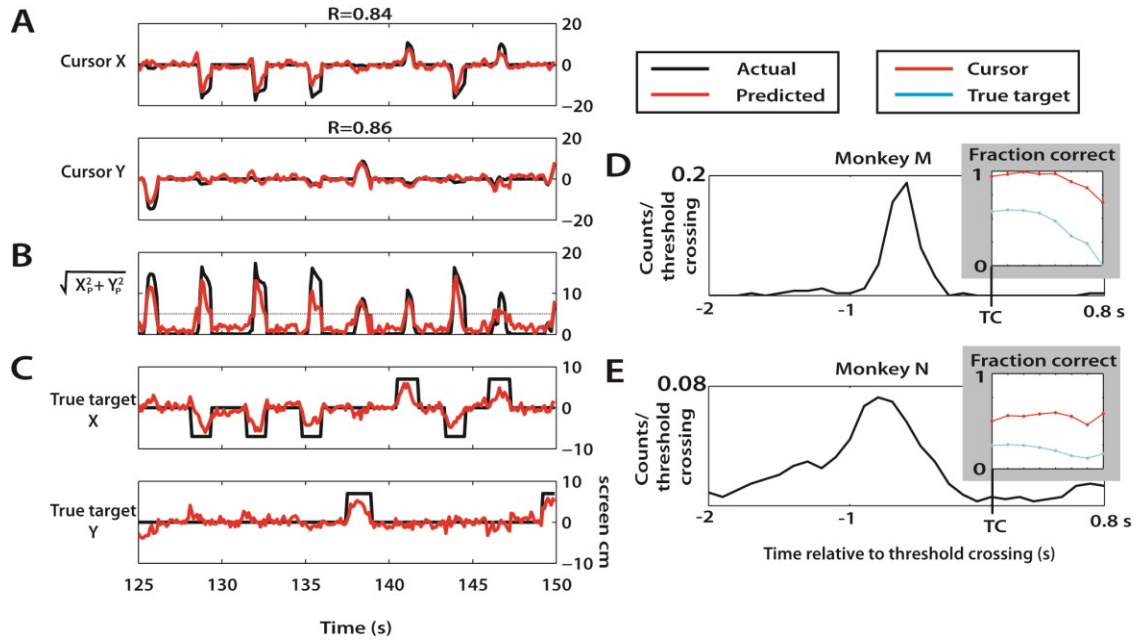 A
R=0.84
Cursor X
20
0
−20
R=0.86
Cursor Y
20
0
−20
B
√X²P + Y²P
20
10
0
C
True target
X
10
0
−10
True target
Y
10
0
−10
screen cm
125
130
135
140
145
150
Time (s)
Actual
Predicted
Cursor
True target
D
Monkey M
Fraction correct
0.2
1
0
Counts/
threshold
crossing
-2
-1
TC
0.8 s
E
Monkey N
Fraction correct
0.08
1
0
Counts/
threshold
crossing
-2
-1
TC
0.8 s
Time relative to threshold crossing (s)